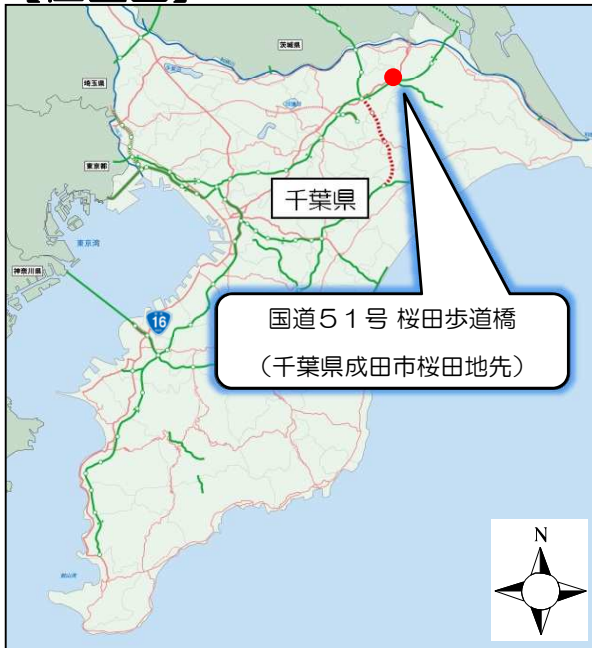 茨城県
埼玉県
東京都
千葉県
東京湾
神奈川県
16
国道51号 桜田歩道橋
（千葉県成田市桜田地先）
N